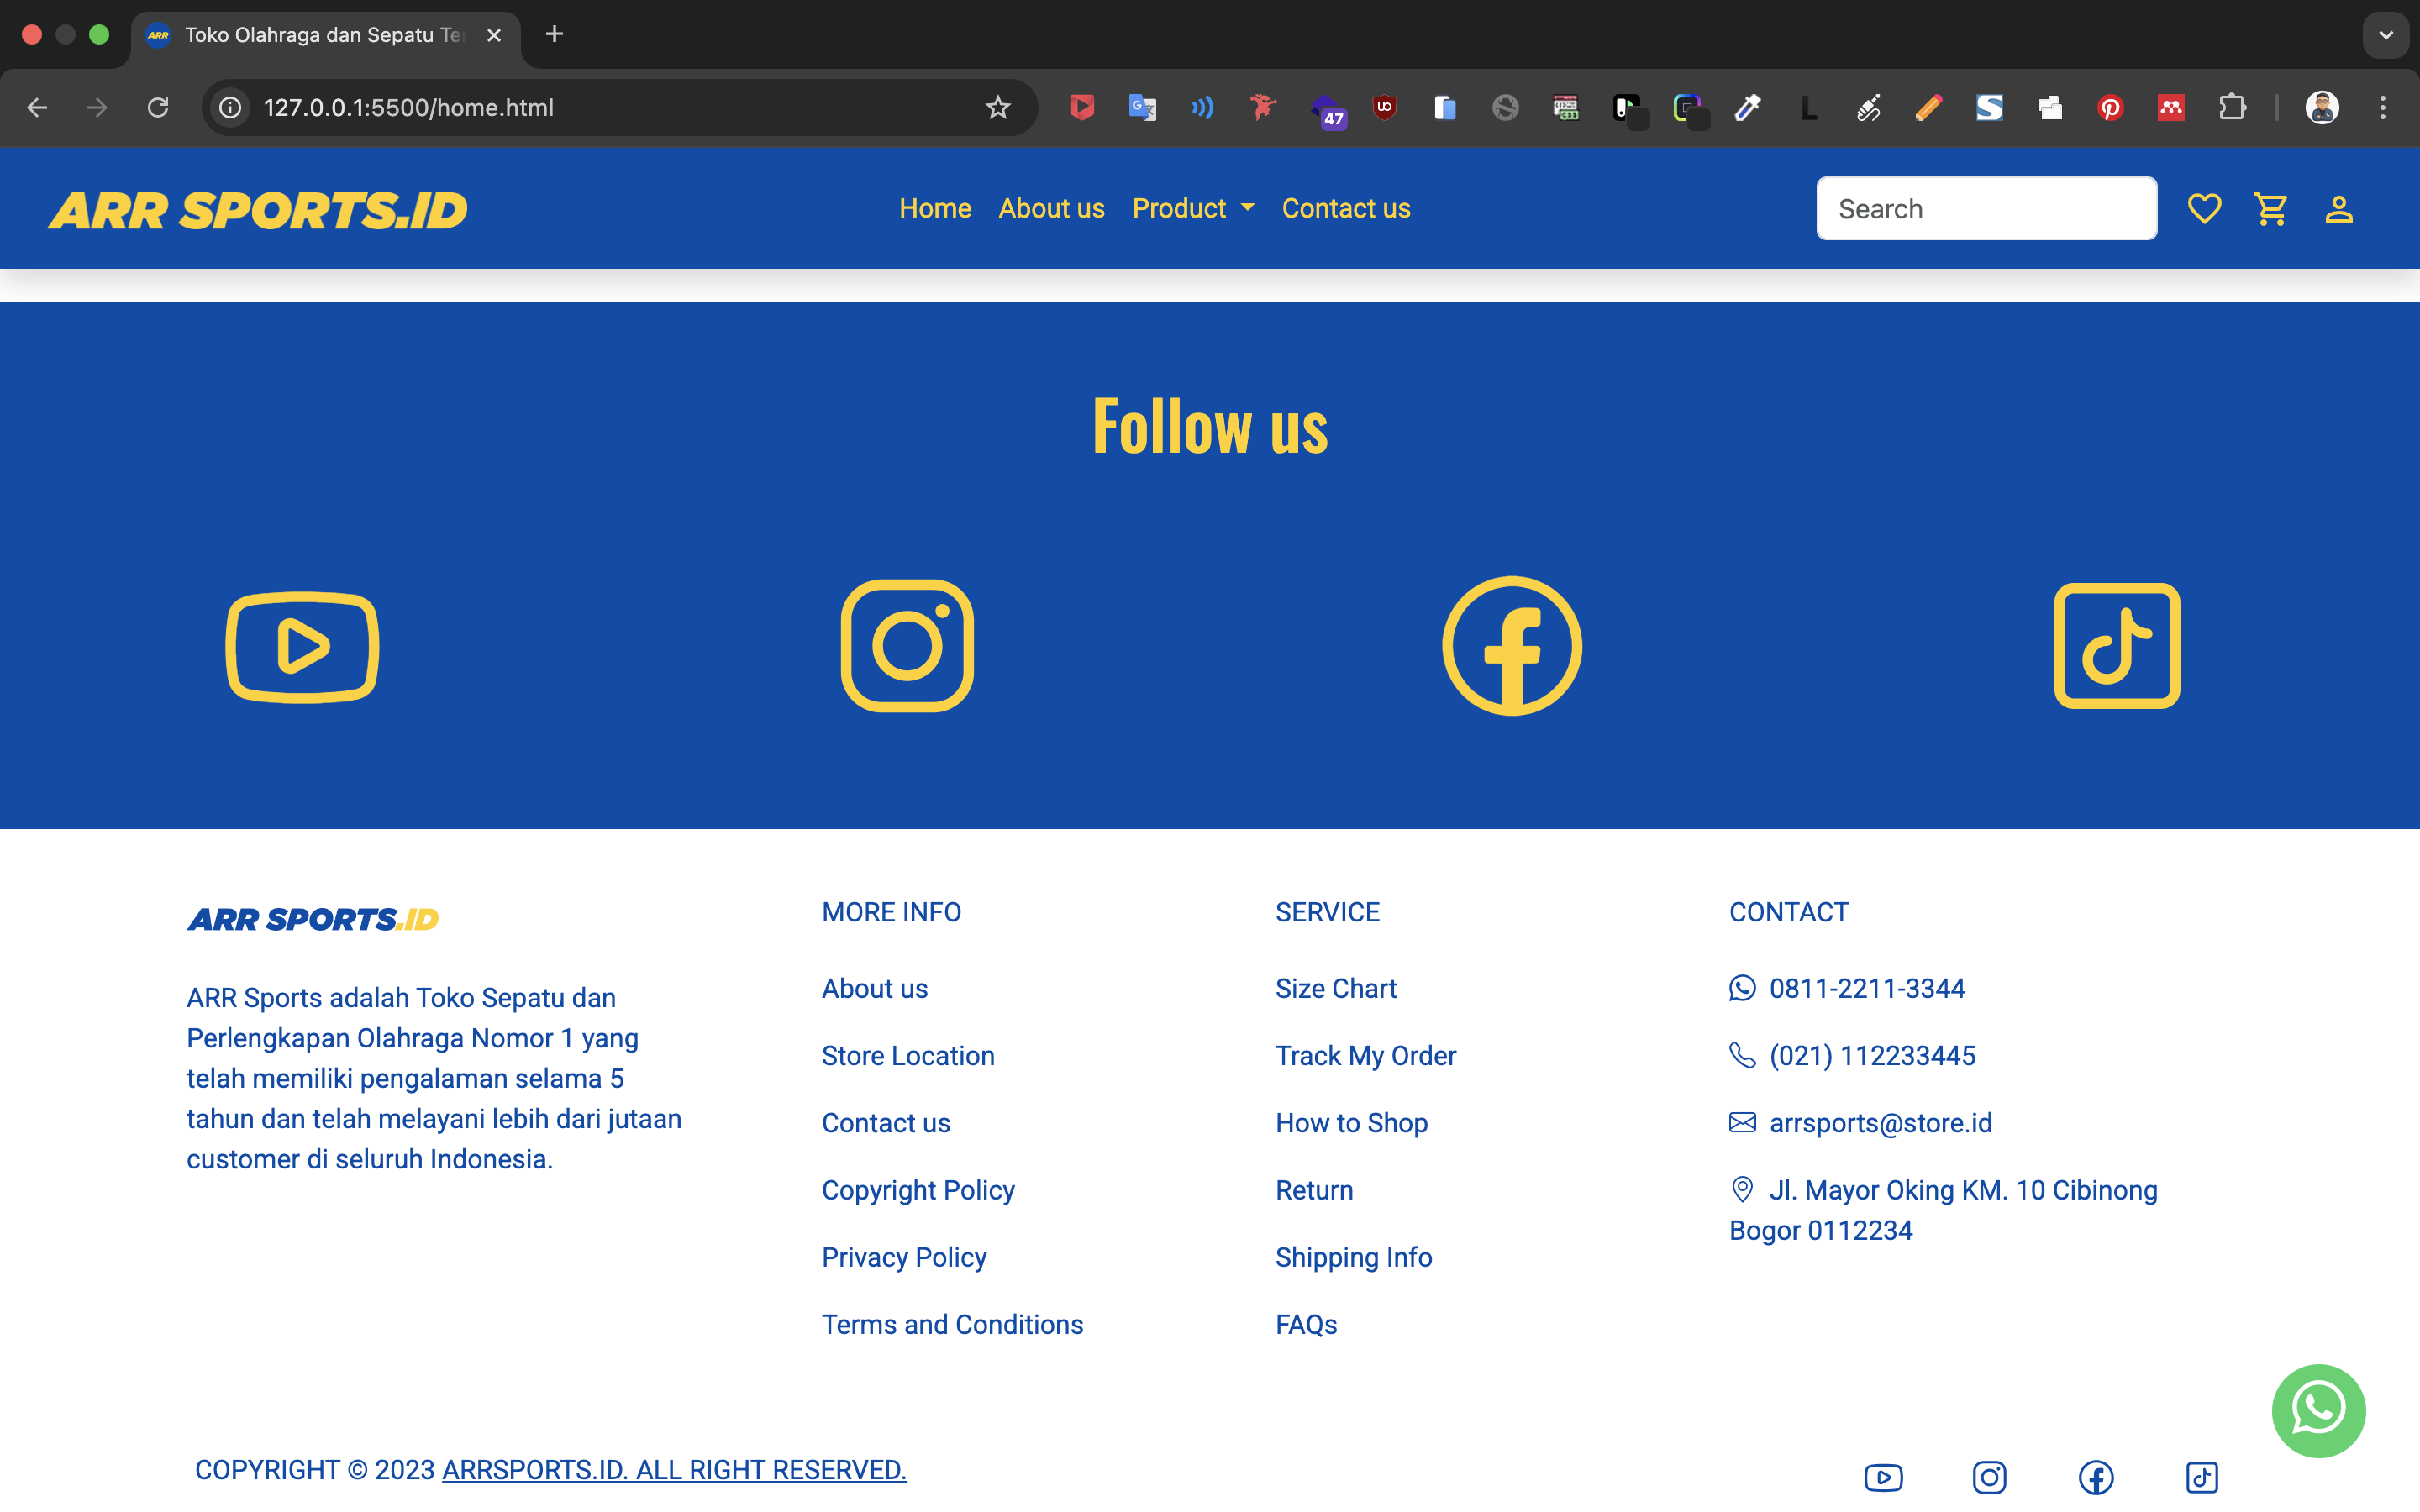 ARR
Toko Olahraga dan Sepatu Te
127.0.0.1:5500/home.html
47
ARR SPORTS.ID
Home
About us
Product
Contact us
Search
Follow us
ARR SPORTS.ID
ARR Sports adalah Toko Sepatu dan
Perlengkapan Olahraga Nomor 1 yang
telah memiliki pengalaman selama 5
tahun dan telah melayani lebih dari jutaan
customer di seluruh Indonesia.
MORE INFO
About us
Store Location
Contact us
Copyright Policy
Privacy Policy
Terms and Conditions
SERVICE
Size Chart
Track My Order
How to Shop
Return
Shipping Info
FAQs
CONTACT
0811-2211-3344
(021) 112233445
arrsports@store.id
Jl. Mayor Oking KM. 10 Cibinong
Bogor 0112234
COPYRIGHT © 2023 ARRSPORTS.ID. ALL RIGHT RESERVED.